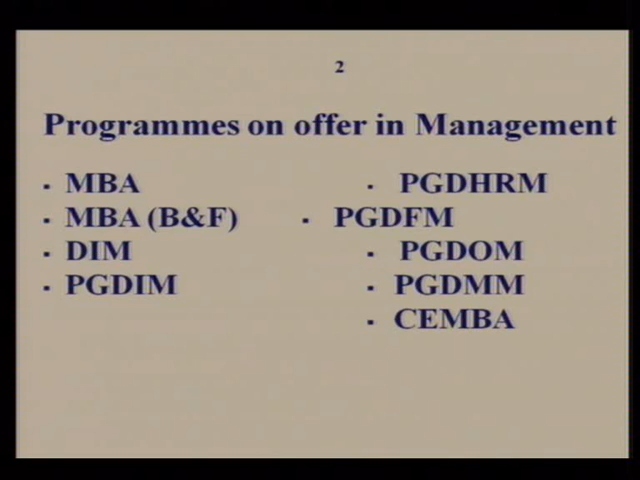 2
Programmes on offer in Management
▪ MBA
▪ MBA (B&F)
▪ DIM
▪ PGDIM
▪ PGDHRM
▪ PGDFM
▪ PGDOM
▪ PGDMM
▪ CEMBA